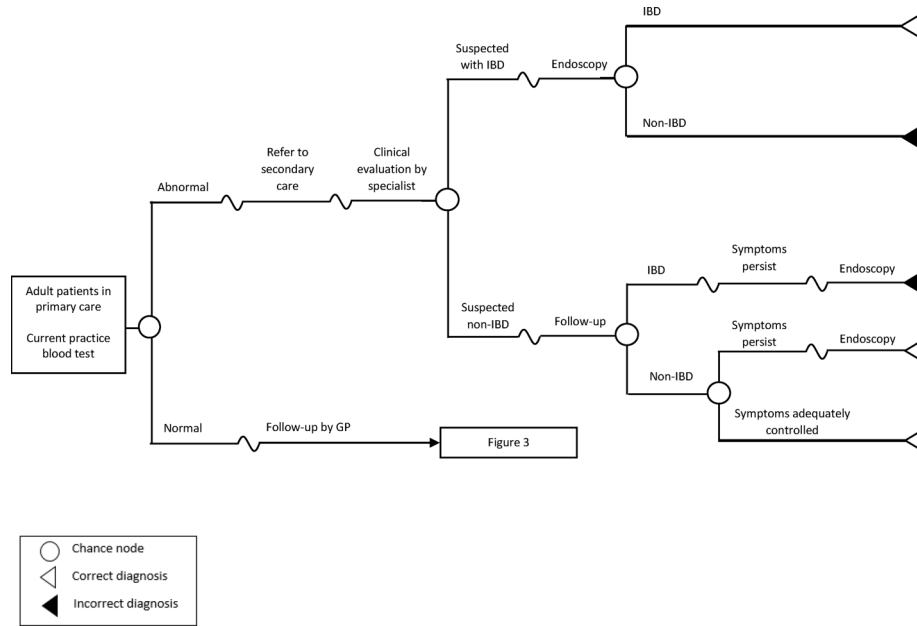 IBD
Suspected
with IBD
Endoscopy
Non-IBD
Refer to
secondary
care
Clinical
evaluation by
specialist
Abnormal
Adult patients in
primary care
Current practice
blood test
Suspected
non-IBD
Follow-up
IBD
Symptoms
persist
Endoscopy
Symptoms
persist
Endoscopy
Non-IBD
Symptoms adequately
controlled
Normal
Follow-up by GP
Figure 3
Chance node
Correct diagnosis
Incorrect diagnosis